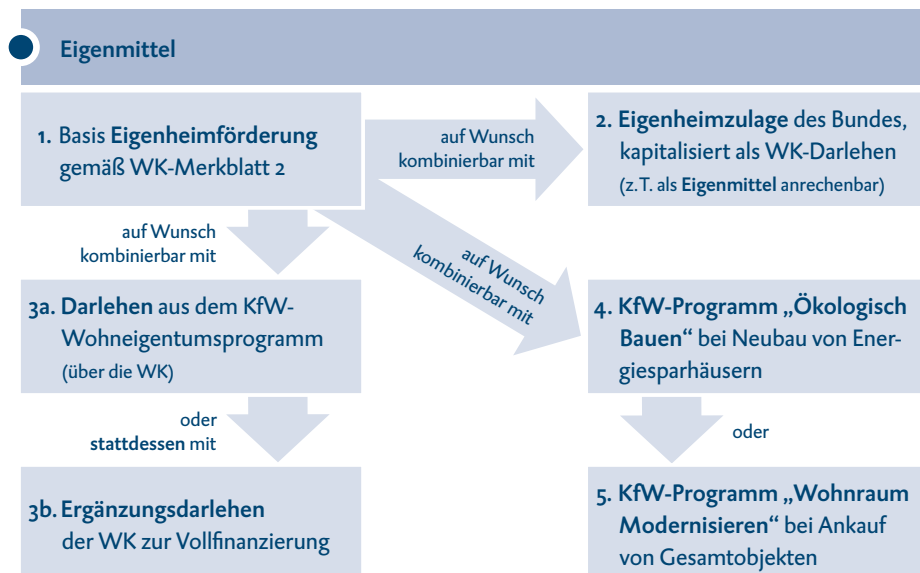 Eigenmittel
1. Basis Eigenheimförderung
gemäß WK-Merkblatt 2
auf Wunsch
kombinierbar mit
2. Eigenheimzulage des Bundes,
kapitalisiert als WK-Darlehen
(z.T. als Eigenmittel anrechenbar)
auf Wunsch
kombinierbar mit
auf Wunsch
kombinierbar mit
3a. Darlehen aus dem KfW-
Wohneigentumsprogramm
(über die WK)
4. KfW-Programm „Ökologisch
Bauen“ bei Neubau von Ener-
giesparhäusern
oder
stattdessen mit
oder
3b. Ergänzungsdarlehen
der WK zur Vollfinanzierung
5. KfW-Programm „Wohnraum
Modernisieren“ bei Ankauf
von Gesamtobjekten